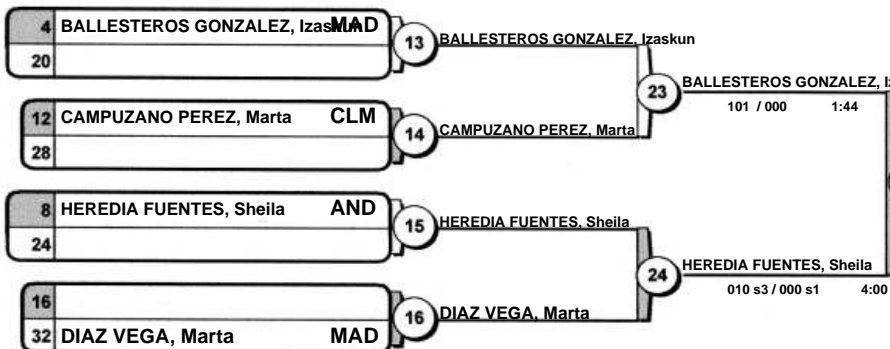 4 BALLESTEROS GONZALEZ, Izaskun MAD
20
13
BALLESTEROS GONZALEZ, Izaskun
12 CAMPUZANO PEREZ, Marta CLM
28
14
CAMPUZANO PEREZ, Marta
23
BALLESTEROS GONZALEZ, Iz
101 / 000 1:44
8 HEREDIA FUENTES, Sheila AND
24
15
HEREDIA FUENTES, Sheila
16
32 DIAZ VEGA, Marta MAD
16
DIAZ VEGA, Marta
24
HEREDIA FUENTES, Sheila
010 s3 / 000 s1 4:00